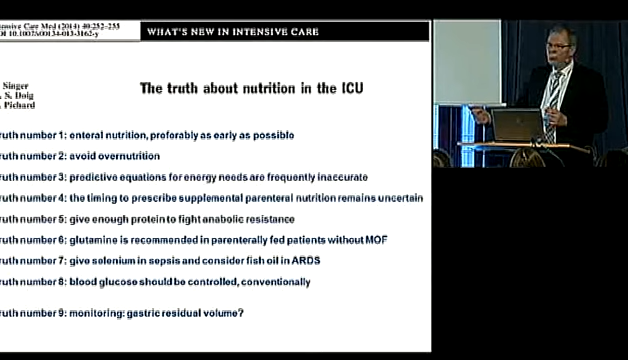 ntensive Care Med (2014) 40:252–255
OI 10.1007/s00134-013-3162-y
WHAT'S NEW IN INTENSIVE CARE
Singer
. S. Doig
. Pichard
The truth about nutrition in the ICU
ruth number 1: enteral nutrition, preferably as early as possible
ruth number 2: avoid overnutrition
ruth number 3: predictive equations for energy needs are frequently inaccurate
ruth number 4: the timing to prescribe supplemental parenteral nutrition remains uncertain
ruth number 5: give enough protein to fight anabolic resistance
ruth number 6: glutamine is recommended in parenterally fed patients without MOF
ruth number 7: give selenium in sepsis and consider fish oil in ARDS
ruth number 8: blood glucose should be controlled, conventionally
ruth number 9: monitoring: gastric residual volume?